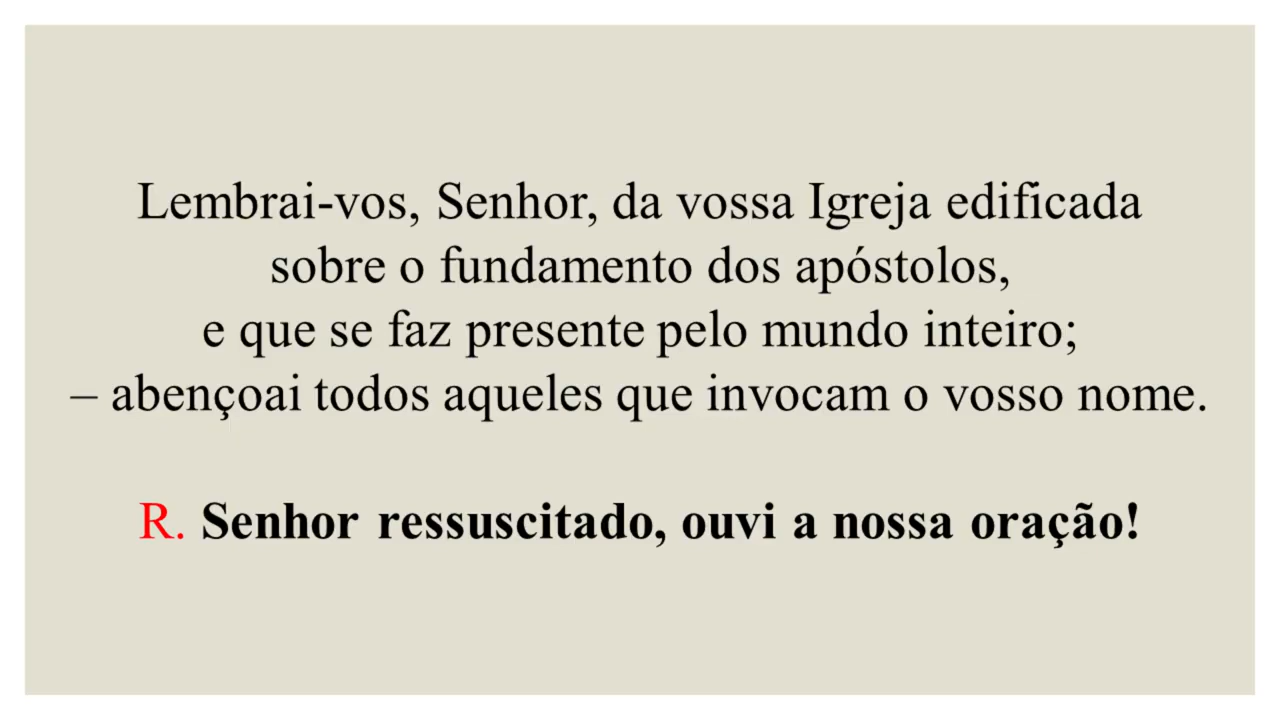 Lembrai-vos, Senhor, da vossa Igreja edificada
sobre o fundamento dos apóstolos,
e que se faz presente pelo mundo inteiro;
– abençoai todos aqueles que invocam o vosso nome.
R. Senhor ressuscitado, ouvi a nossa oração!